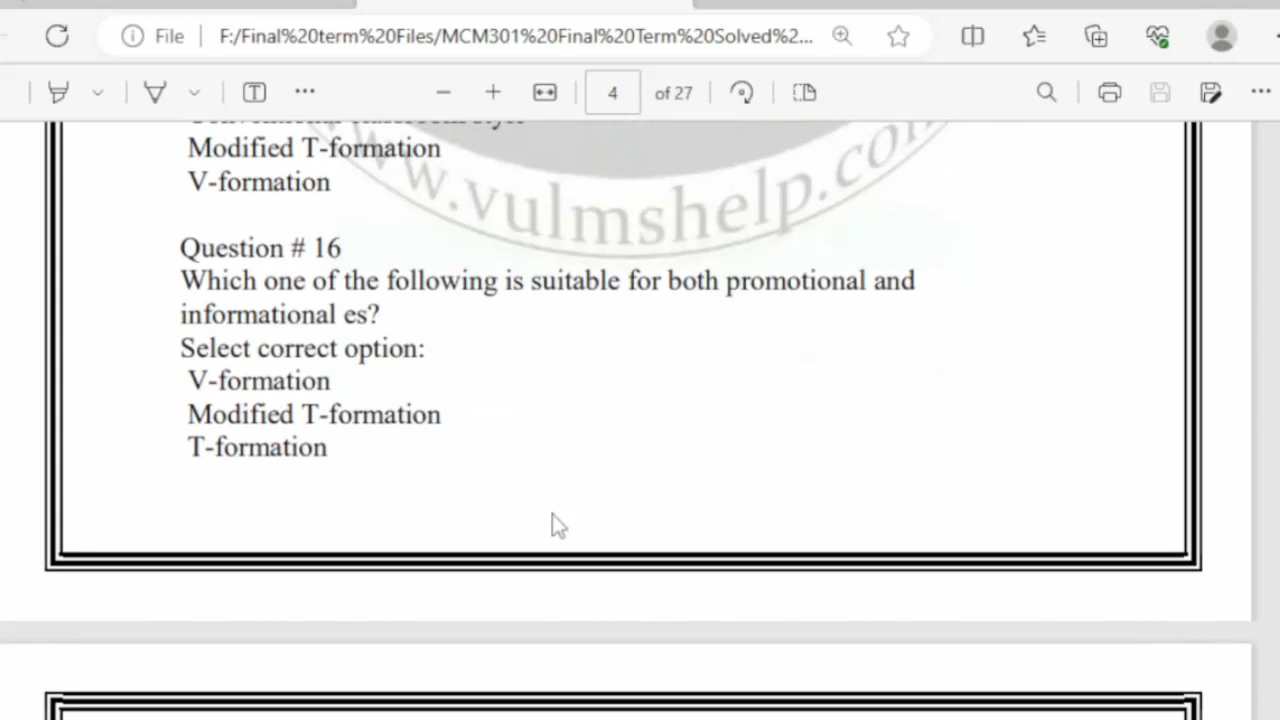 File F:/Final%20term%20Files/MCM301%20Final%20Term%20Solved%2...
4 of 27
Modified T-formation
V-formation
www.vulmshelp.com
Question # 16
Which one of the following is suitable for both promotional and
informational es?
Select correct option:
V-formation
Modified T-formation
T-formation